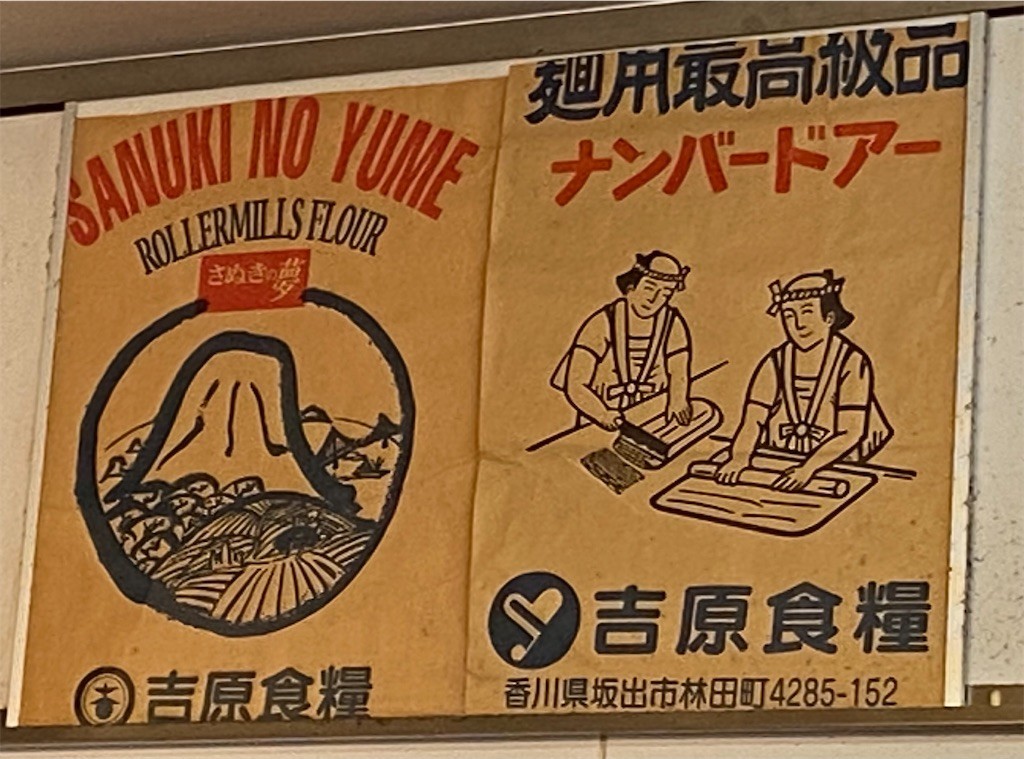 SANUKI NO YUME
ROLLERMILLS FLOUR
さぬきの夢
吉原食糧
麺用最高級品
ナンバードアー
吉原食糧
香川県坂出市林田町4285-152